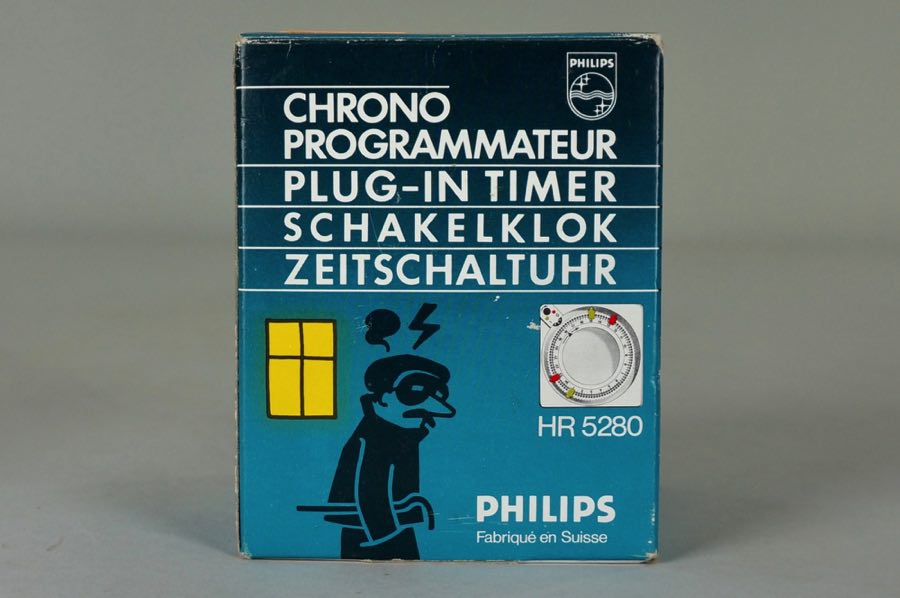 PHILIPS
CHRONO
PROGRAMMATEUR
PLUG-IN TIMER
SCHAKELKLOK
ZEITSCHALTUHR
HR 5280
PHILIPS
Fabriqué en Suisse